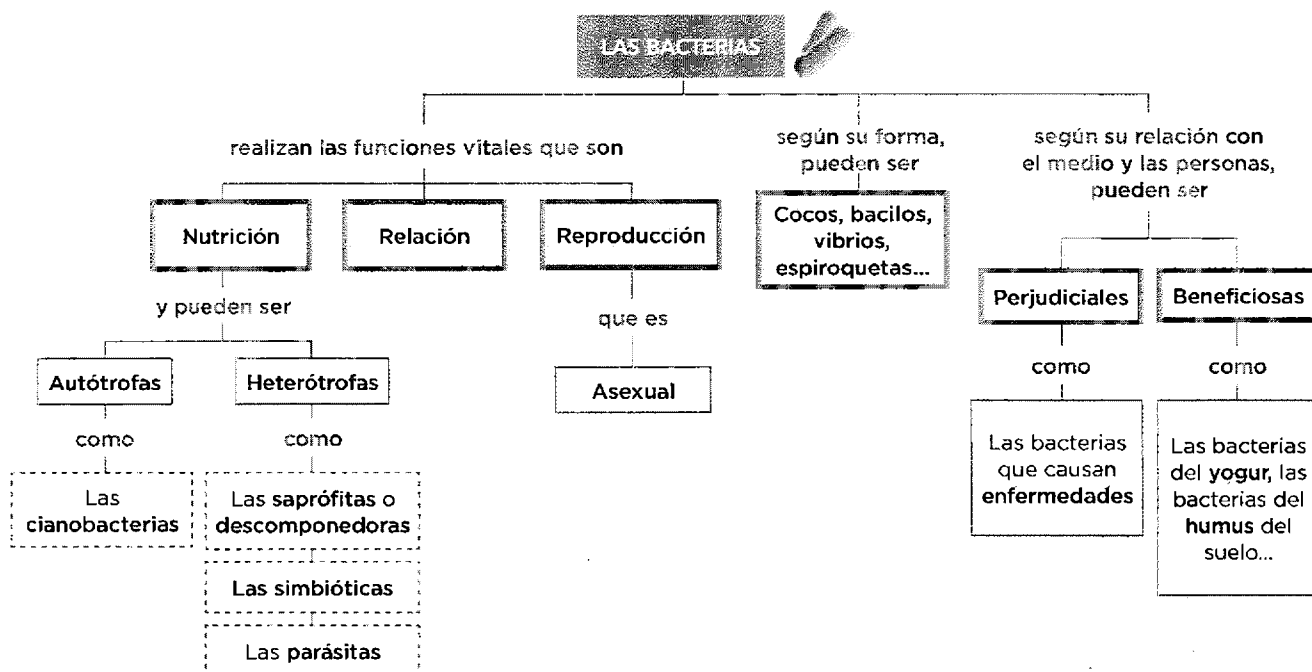 LAS BACTERIAS
realizan las funciones vitales que son
según su forma,
pueden ser
según su relación con
el medio y las personas,
pueden ser
Nutrición
Relación
Reproducción
Cocos, bacilos,
vibrios,
espiroquetas...
Perjudiciales
Beneficiosas
y pueden ser
que es
Autótrofas
Heterótrofas
Asexual
como
como
como
como
Las
cianobacterias
Las saprófitas o
descomponedoras
Las simbióticas
Las parásitas
Las bacterias
que causan
enfermedades
Las bacterias
del yogur, las
bacterias del
humus del
suelo...